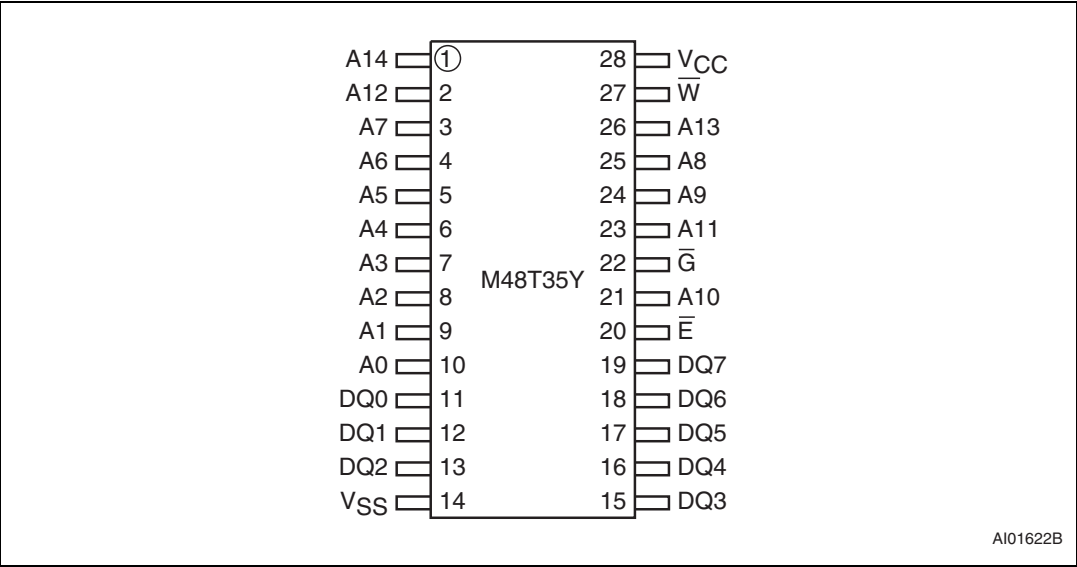 A14 1 28 VCC
A12 2 27 W̅
A7 3 26 A13
A6 4 25 A8
A5 5 24 A9
A4 6 23 A11
A3 7 22 G̅
M48T35Y
A2 8 21 A10
A1 9 20 E̅
A0 10 19 DQ7
DQ0 11 18 DQ6
DQ1 12 17 DQ5
DQ2 13 16 DQ4
VSS 14 15 DQ3
AI01622B